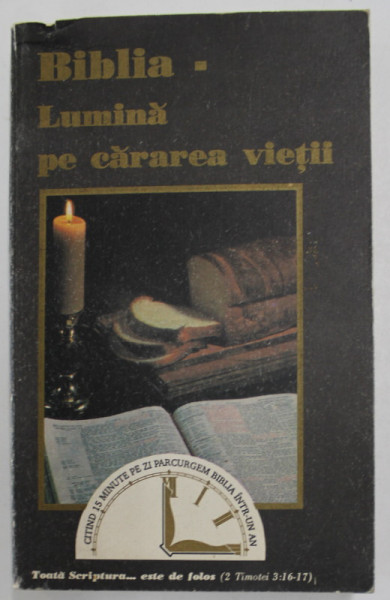 Biblia -
Lumină
pe cărarea vieții
CITIND 15 MINUTE PE ZI PARCURGEM BIBLIA ÎNTR-UN AN
Toată Scriptura... este de folos (2 Timotei 3:16-17)